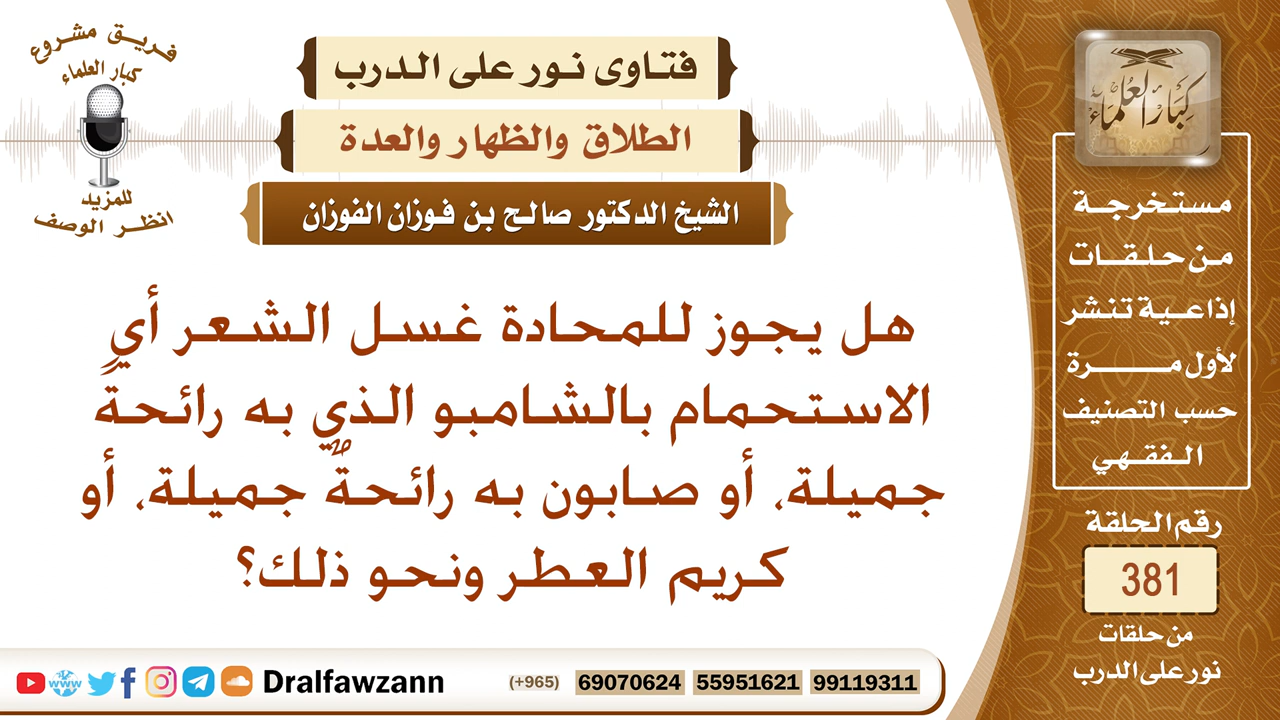 فريق مشروع
كبار العلماء
للمزيد
انظر الوصف
فتاوى نور على الدرب
الطلاق والظهار والعدة
الشيخ الدكتور صالح بن فوزان الفوزان
هل يجوز للمحادة غسل الشعر أي
الاستحمام بالشامبو الذي به رائحةٌ
جميلة، أو صابون به رائحةٌ جميلة، أو
كريم العطر ونحو ذلك؟
كبار العلماء
مستخرجة
من حلقات
إذاعية تنشر
لأول مرة
حسب التصنيف
الفقهي
رقم الحلقة
381
من حلقات
نور على الدرب
www Dralfawzann (+965) 69070624 55951621 99119311